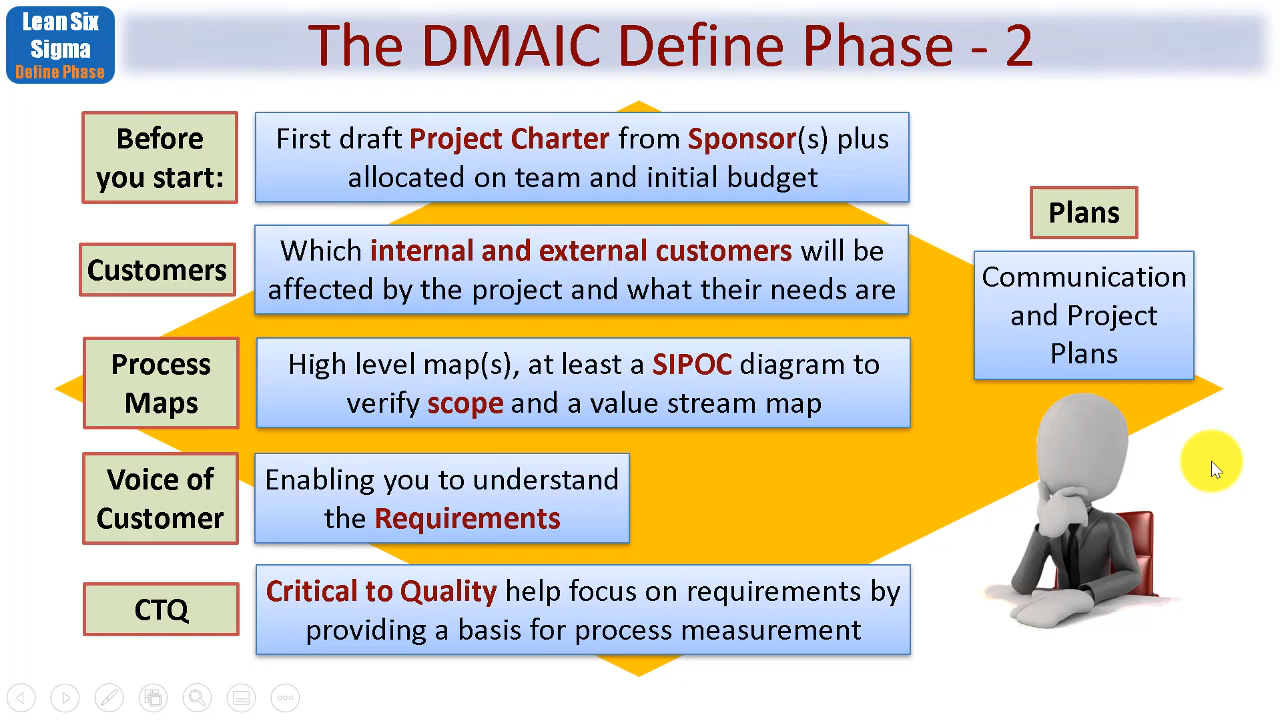 Lean Six
Sigma
Define Phase
The DMAIC Define Phase - 2
Before
you start:
First draft Project Charter from Sponsor(s) plus
allocated on team and initial budget
Customers
Which internal and external customers will be
affected by the project and what their needs are
Process
Maps
High level map(s), at least a SIPOC diagram to
verify scope and a value stream map
Voice of
Customer
Enabling you to understand
the Requirements
CTQ
Critical to Quality help focus on requirements by
providing a basis for process measurement
Plans
Communication
and Project
Plans